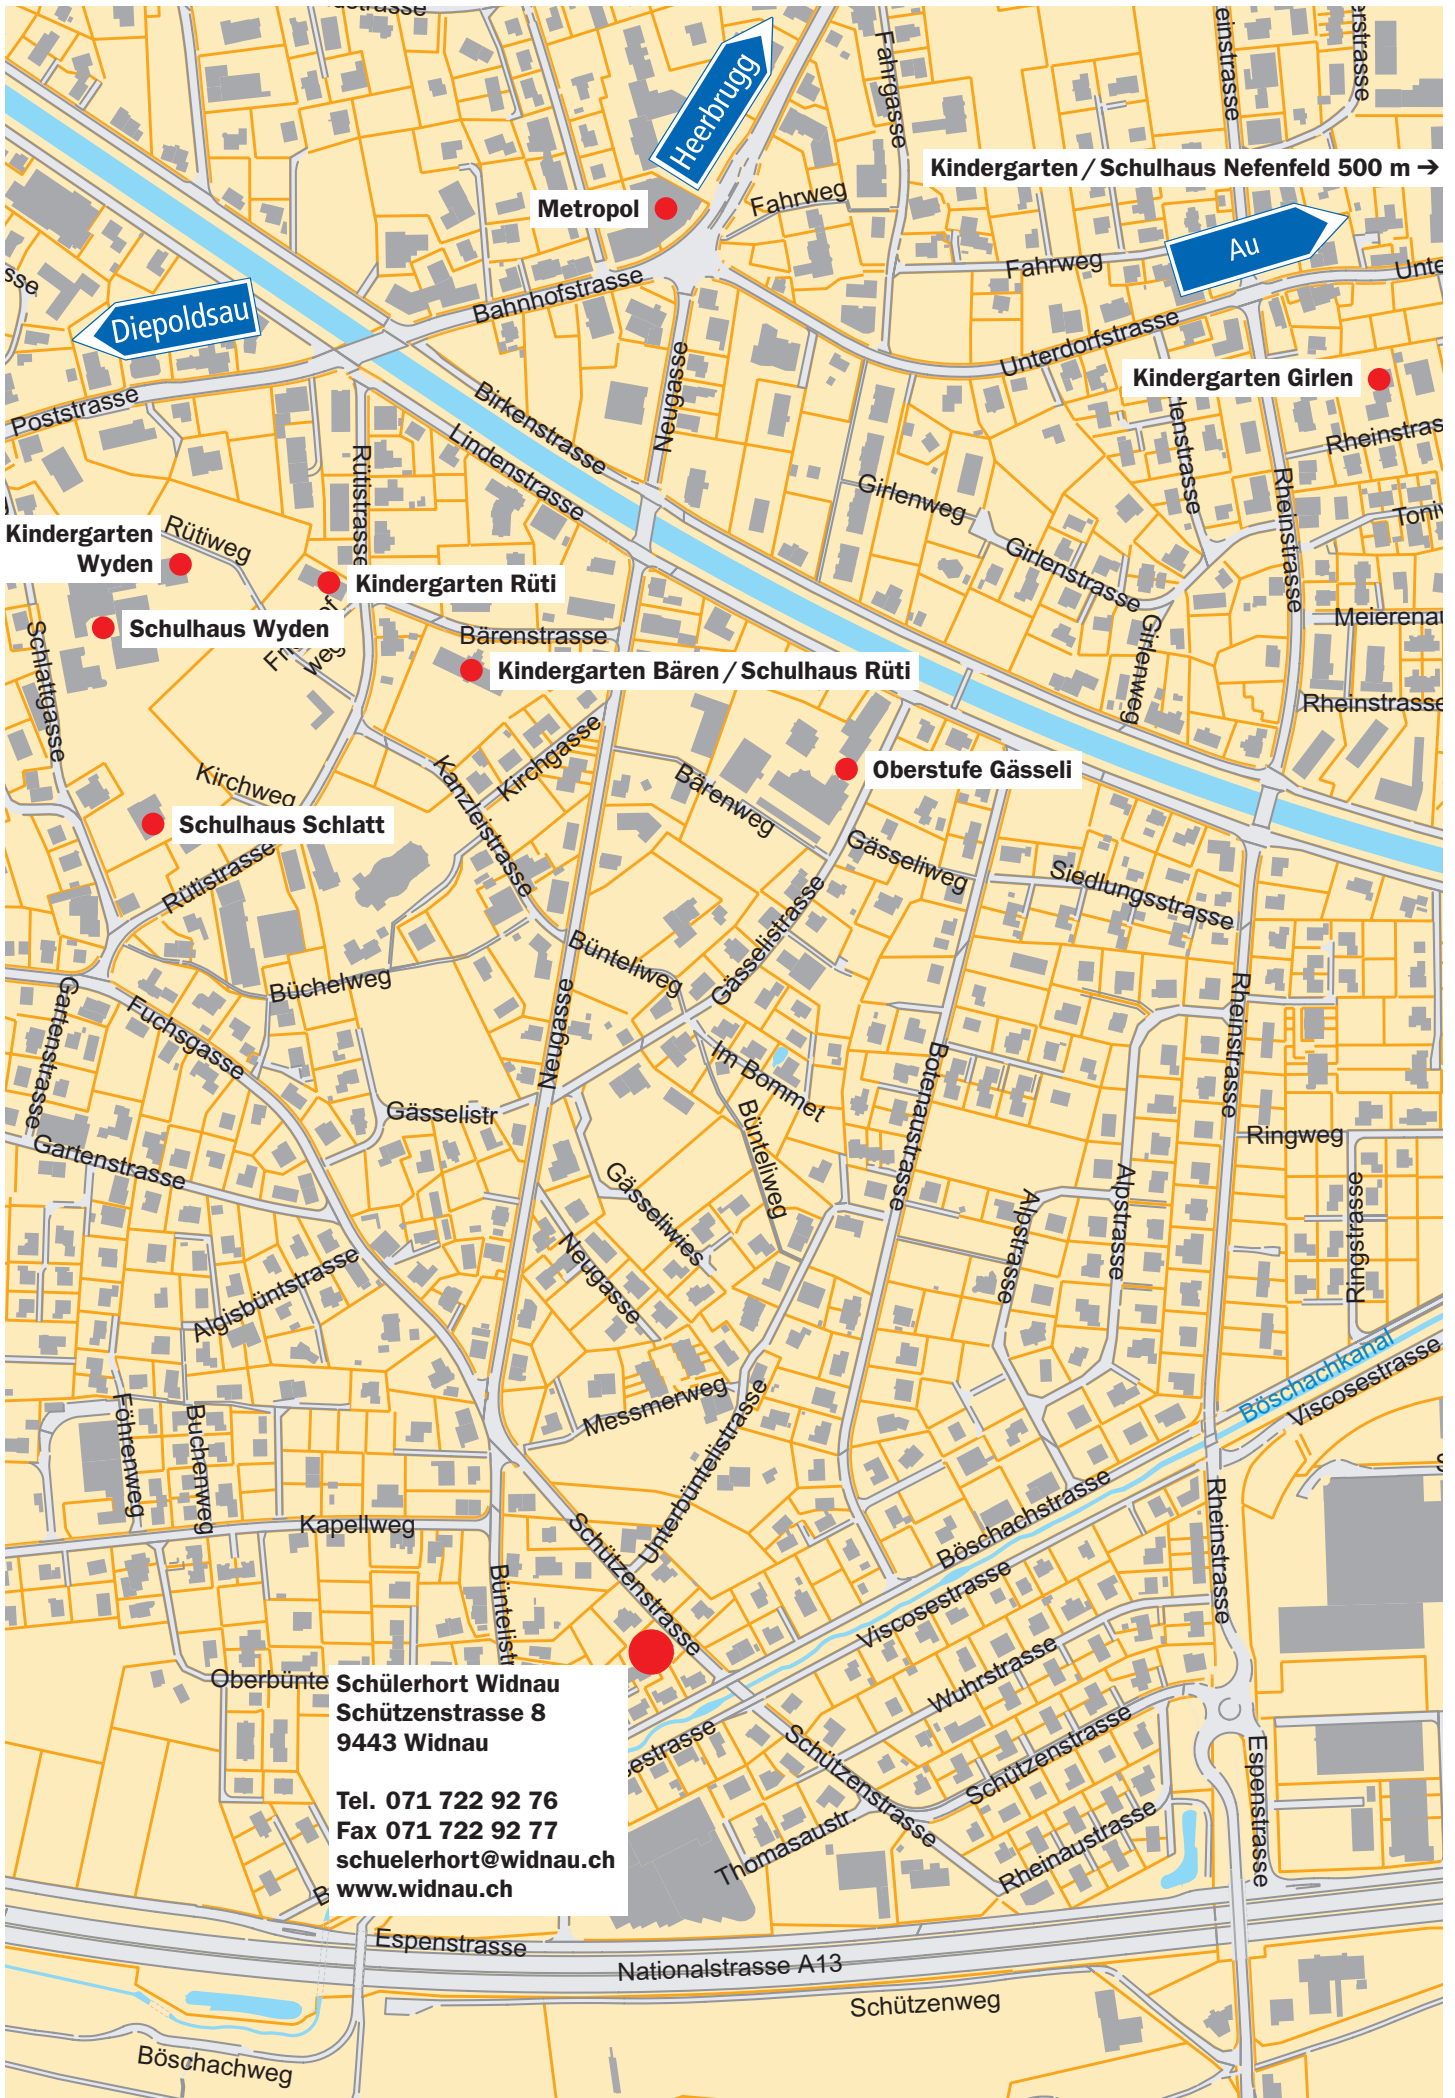 Heerbrugg
Fahrgasse
Kindergarten / Schulhaus Nefenfeld 500 m →
Metropol
Fahrweg
Au
Fahrweg
Diepoldsau
Bahnhofstrasse
Unterdorfstrasse
Kindergarten Girlen
Poststrasse
Neugasse
Birkenstrasse
Lindenstrasse
Rütistrasse
Girlenweg
Rheinstrasse
Kindergarten
Wyden
Rütiweg
Girlenstrasse
Kindergarten Rüti
Schulhaus Wyden
Bärenstrasse
Girlenweg
Schlattgasse
Kindergarten Bären / Schulhaus Rüti
Rheinstrasse
Kirchweg
Kanzleistrasse
Kirchgasse
Bärenweg
Oberstufe Gässeli
Schulhaus Schlatt
Rütistrasse
Gässeliweg
Siedlungsstrasse
Gässelistrasse
Bünteliweg
Büchelweg
Gartenstrasse
Fuchsgasse
Neugasse
Rheinstrasse
Im Bommet
Botenaustrasse
Gässelistr
Bünteliweg
Ringweg
Gartenstrasse
Gässeliwies
Alpstrasse
Alpstrasse
Ringstrasse
Neugasse
Algisbüntstrasse
Böschachkanal
Viscosestrasse
Messmerweg
Föhrenweg
Buchenweg
Unterbüntelistrasse
Kapellweg
Schützenstrasse
Böschachstrasse
Rheinstrasse
Viscosestrasse
Wuhrstrasse
Schülerhort Widnau
Schützenstrasse 8
9443 Widnau
Tel. 071 722 92 76
Fax 071 722 92 77
schuelerhort@widnau.ch
www.widnau.ch
Schützenstrasse
Schützenstrasse
Espenstrasse
Thomasaustr.
Rheinaustrasse
Espenstrasse
Nationalstrasse A13
Schützenweg
Böschachweg